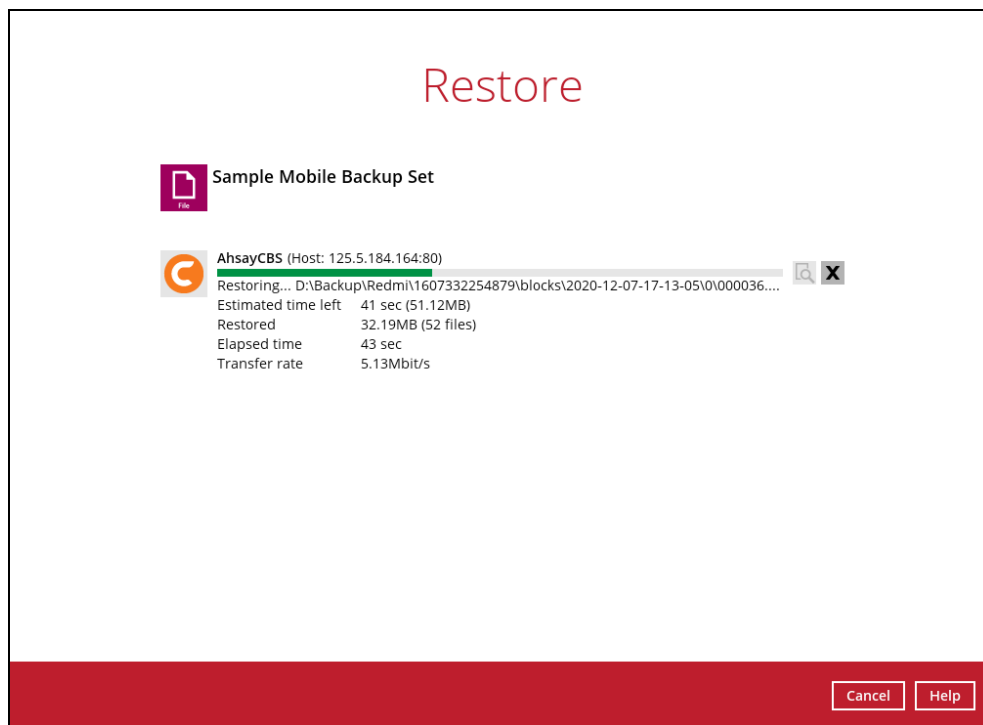 Restore
File
Sample Mobile Backup Set
AhsayCBS (Host: 125.5.184.164:80)
X
Restoring... D:\Backup\Redmi\1607332254879\blocks\2020-12-07-17-13-05\0\000036....
Estimated time left 41 sec (51.12MB)
Restored 32.19MB (52 files)
Elapsed time 43 sec
Transfer rate 5.13Mbit/s
Cancel Help